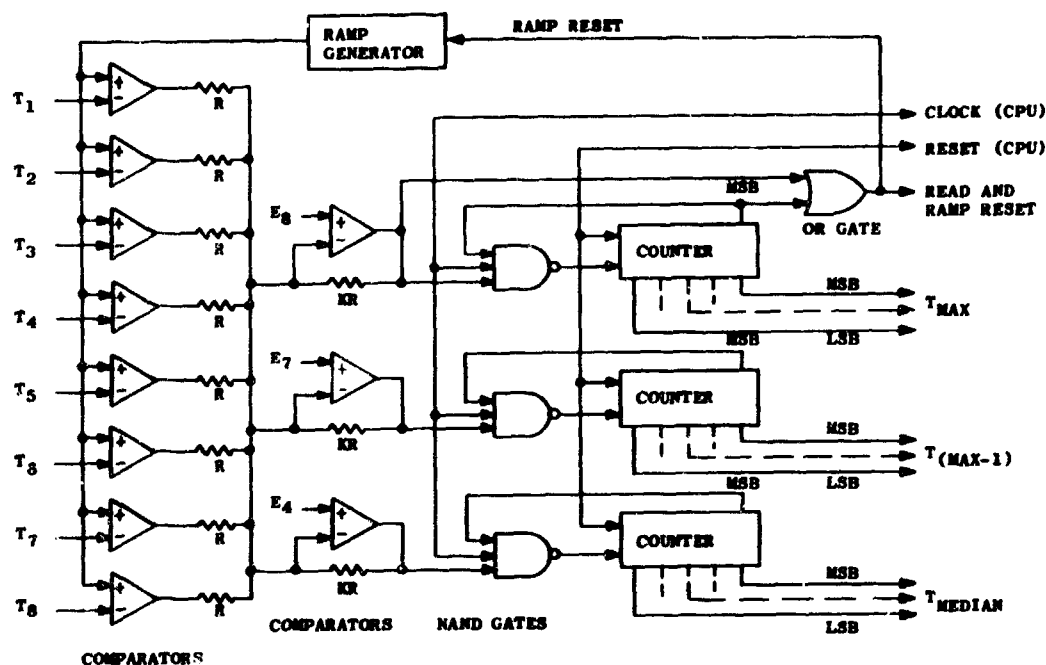 RAMP GENERATOR
RAMP RESET
T1
R
T2
R
T3
R
T4
R
T5
R
T8
R
T7
R
T8
R
COMPARATORS
E8
KR
E7
KR
E4
KR
COMPARATORS
NAND GATES
CLOCK (CPU)
RESET (CPU)
READ AND RAMP RESET
MSB
OR GATE
COUNTER
MSB
TMAX
MSB
LSB
COUNTER
MSB
T(MAX-1)
MSB
LSB
COUNTER
MSB
TMEDIAN
LSB